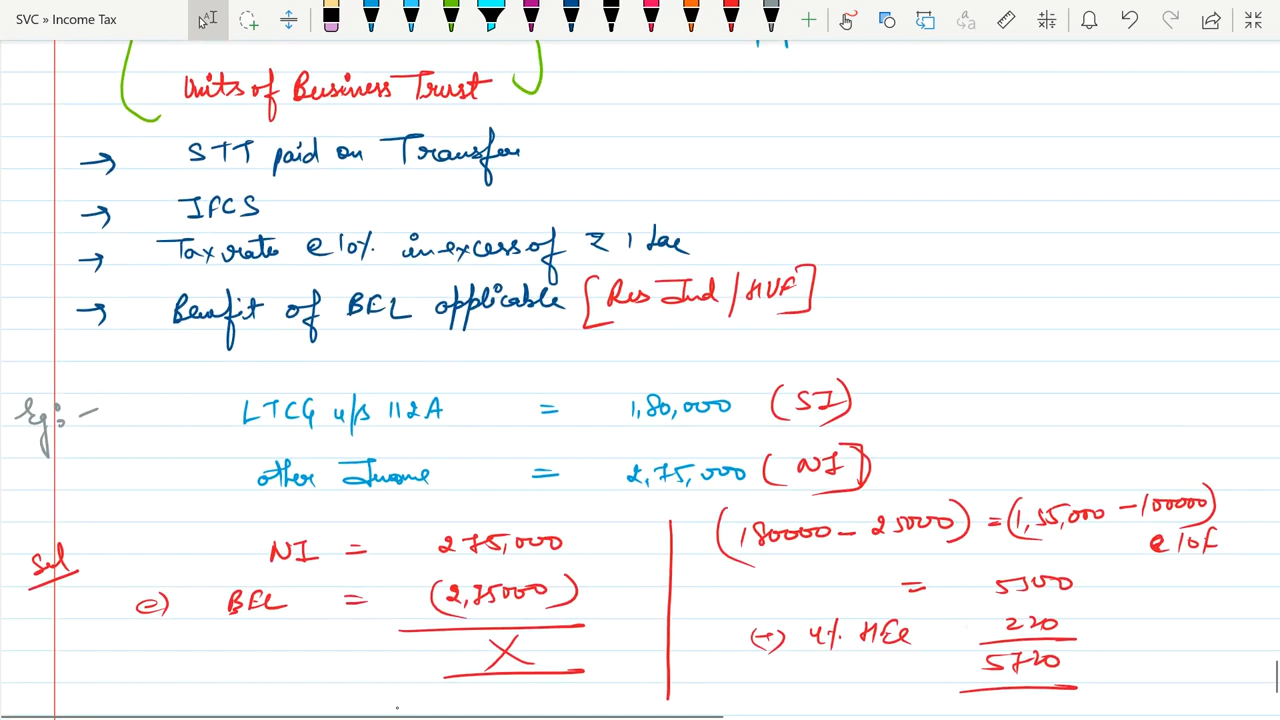 SVC » Income Tax
Units of Business Trust
→ STT paid on Transfer
→ IFCS
→ Tax rate @ 10% in excess of ₹ 1 Lac
→ Benefit of BEL applicable [Res Ind / HUF]
Eg:- LTCG u/s 112A = 1,80,000 (SI)
other Income = 2,75,000 (NI)
Sol NI = 275,000
(-) BEL = (2,75000)
X
(180000 - 25000) = (1,55,000 - 100000)
@ 10%
= 5500
(+) 4% HEC 220
5720